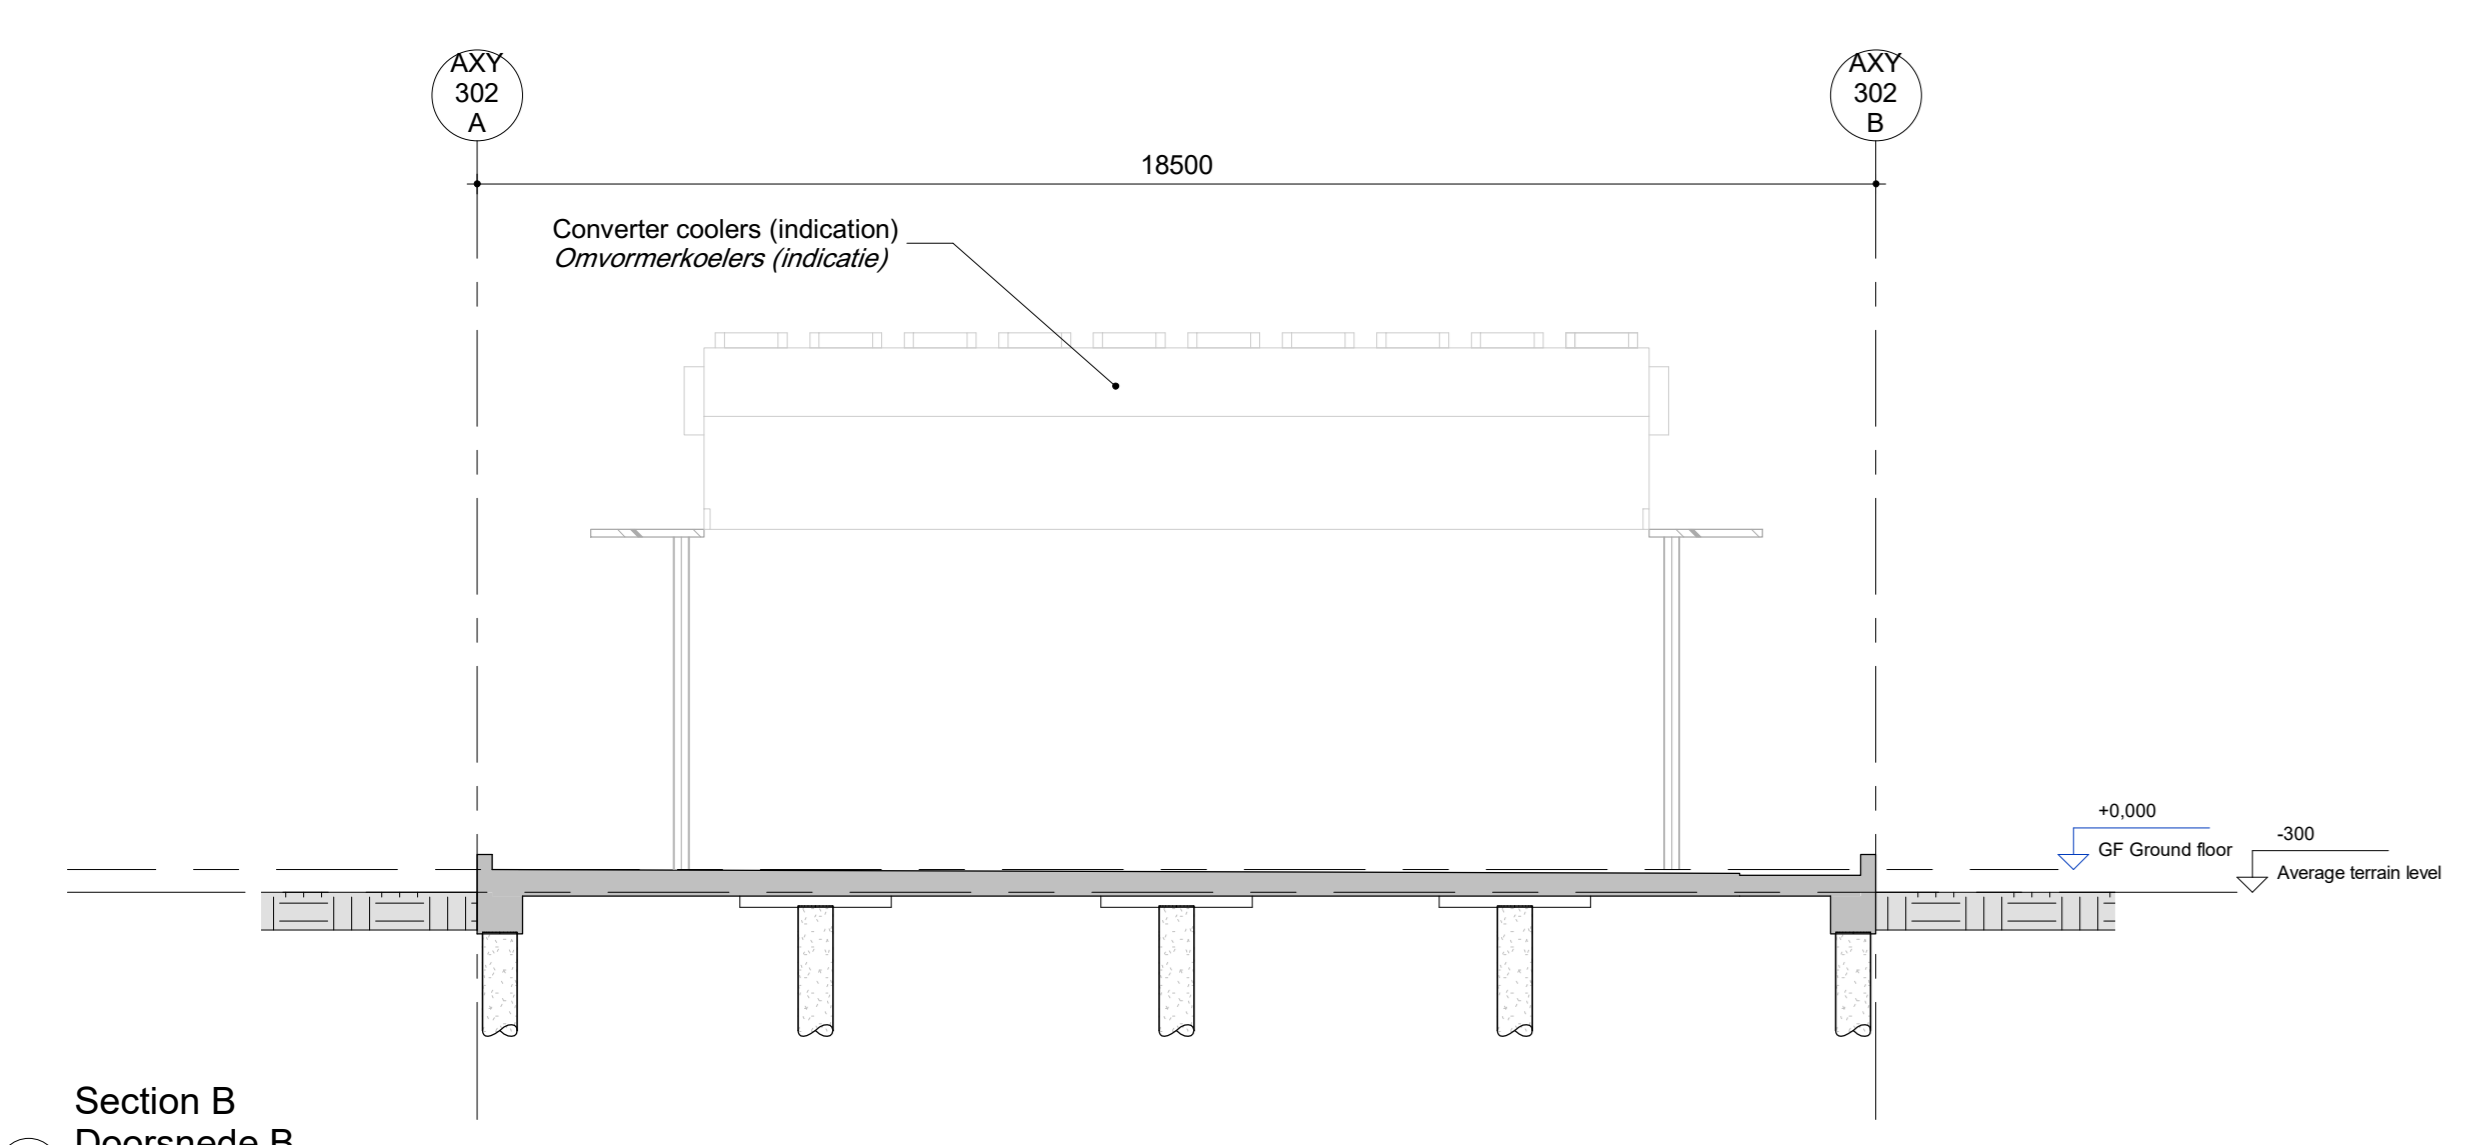 AXY
302
A
AXY
302
B
18500
Converter coolers (indication)
Omvormerkoelers (indicatie)
+0,000
GF Ground floor
-300
Average terrain level
Section B
Doorsnede B